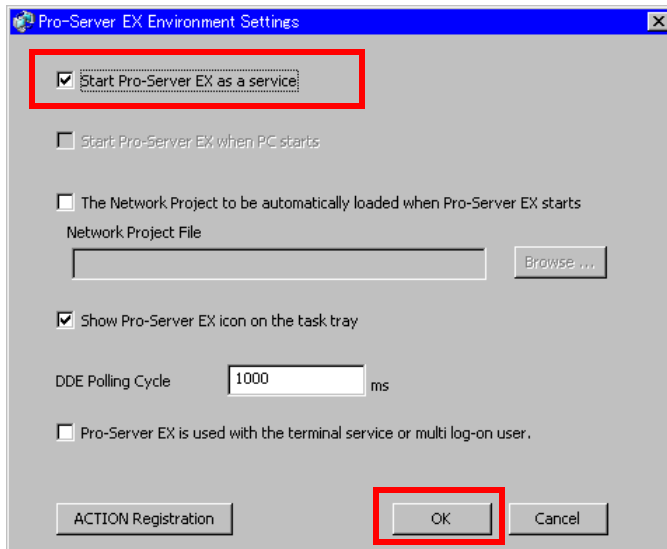 Pro-Server EX Environment Settings
Start Pro-Server EX as a service
Start Pro-Server EX when PC starts
The Network Project to be automatically loaded when Pro-Server EX starts
Network Project File
Browse ...
Show Pro-Server EX icon on the task tray
DDE Polling Cycle 1000 ms
Pro-Server EX is used with the terminal service or multi log-on user.
ACTION Registration OK Cancel